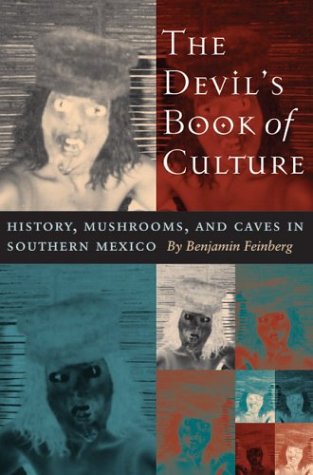 THE
DEVIL'S
BOOK of
CULTURE
HISTORY, MUSHROOMS, AND CAVES IN
SOUTHERN MEXICO By Benjamin Feinberg